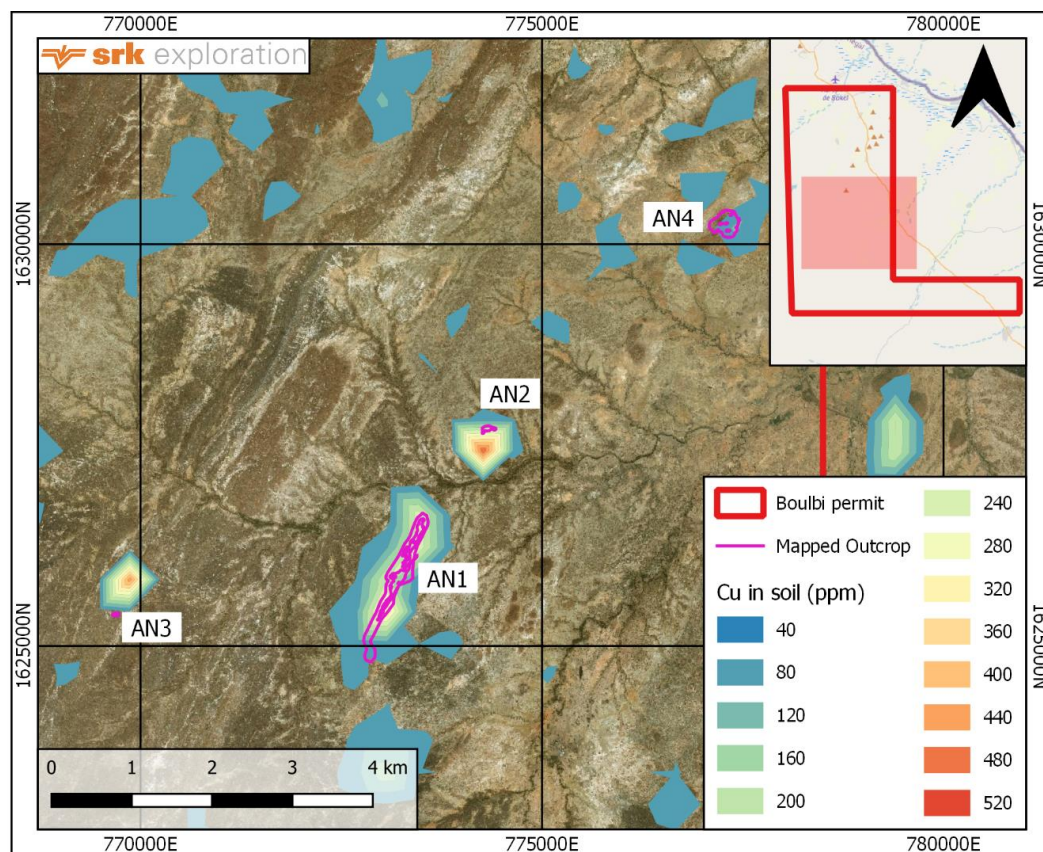 770000E
775000E
780000E
srk exploration
de Bakel
AN4
1630000N
1630000N
AN2
AN1
AN3
1625000N
1625000N
Boulbi permit
Mapped Outcrop
Cu in soil (ppm)
40
80
120
160
200
240
280
320
360
400
440
480
520
0 1 2 3 4 km
770000E
775000E
780000E